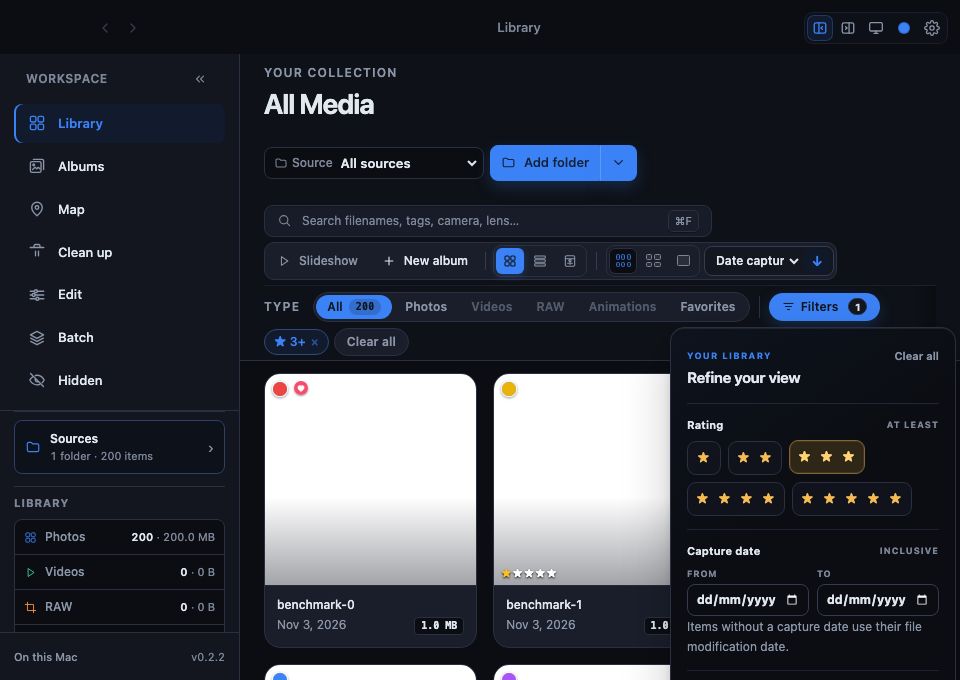 Library
WORKSPACE
Library
Albums
Map
Clean up
Edit
Batch
Hidden
Sources
1 folder · 200 items
LIBRARY
Photos 200 · 200.0 MB
Videos 0 · 0 B
RAW 0 · 0 B
On this Mac v0.2.2
YOUR COLLECTION
All Media
Source All sources
Add folder
Search filenames, tags, camera, lens... ⌘F
Slideshow + New album Date captur
TYPE All 200 Photos Videos RAW Animations Favorites Filters 1
3+ × Clear all
benchmark-0
Nov 3, 2026 1.0 MB
benchmark-1
Nov 3, 2026 1.0
YOUR LIBRARY Clear all
Refine your view
Rating AT LEAST
Capture date INCLUSIVE
FROM TO
dd/mm/yyyy dd/mm/yyyy
Items without a capture date use their file
modification date.